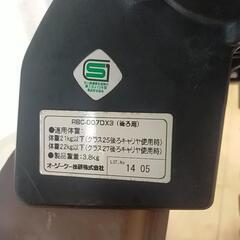 RBC-007DX3 (後ろ用)
●適用体重:
体重21kg以下(クラス25後ろキャリヤ使用時)
体重22kg以下(クラス27後ろキャリヤ使用時)
●製品質量:3.8kg
オージーケー技研株式会社
LOT.No
14 05